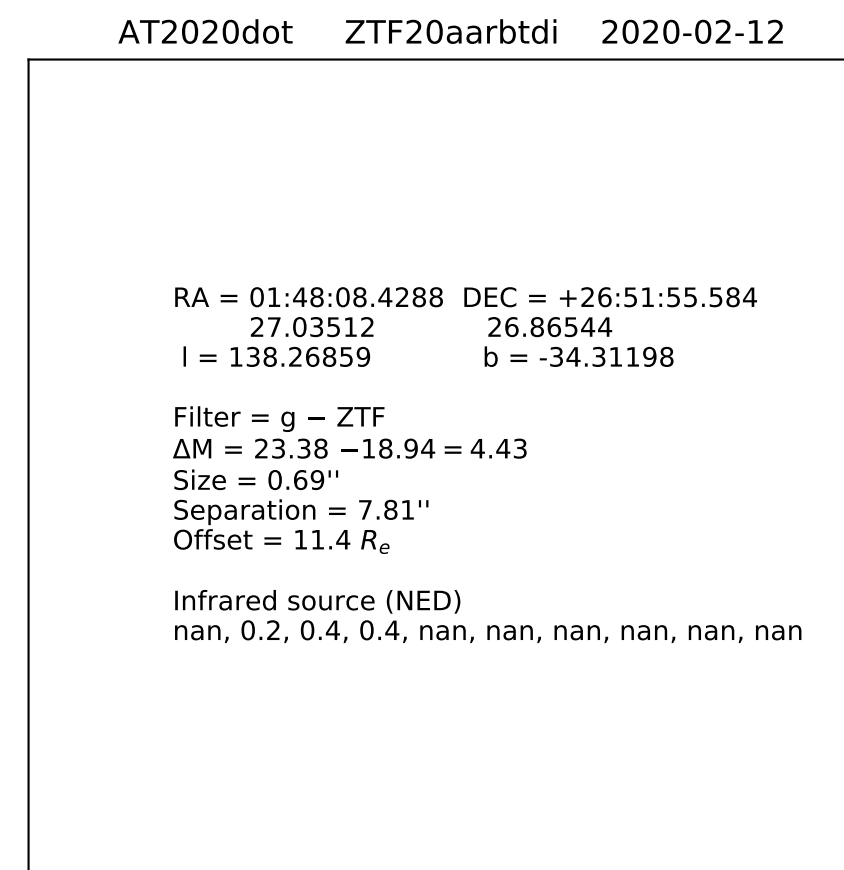 AT2020dot ZTF20aarbtdi 2020-02-12
RA = 01:48:08.4288 DEC = +26:51:55.584
27.03512 26.86544
l = 138.26859 b = -34.31198
Filter = g − ZTF
ΔM = 23.38 −18.94 = 4.43
Size = 0.69''
Separation = 7.81''
Offset = 11.4 Re
Infrared source (NED)
nan, 0.2, 0.4, 0.4, nan, nan, nan, nan, nan, nan